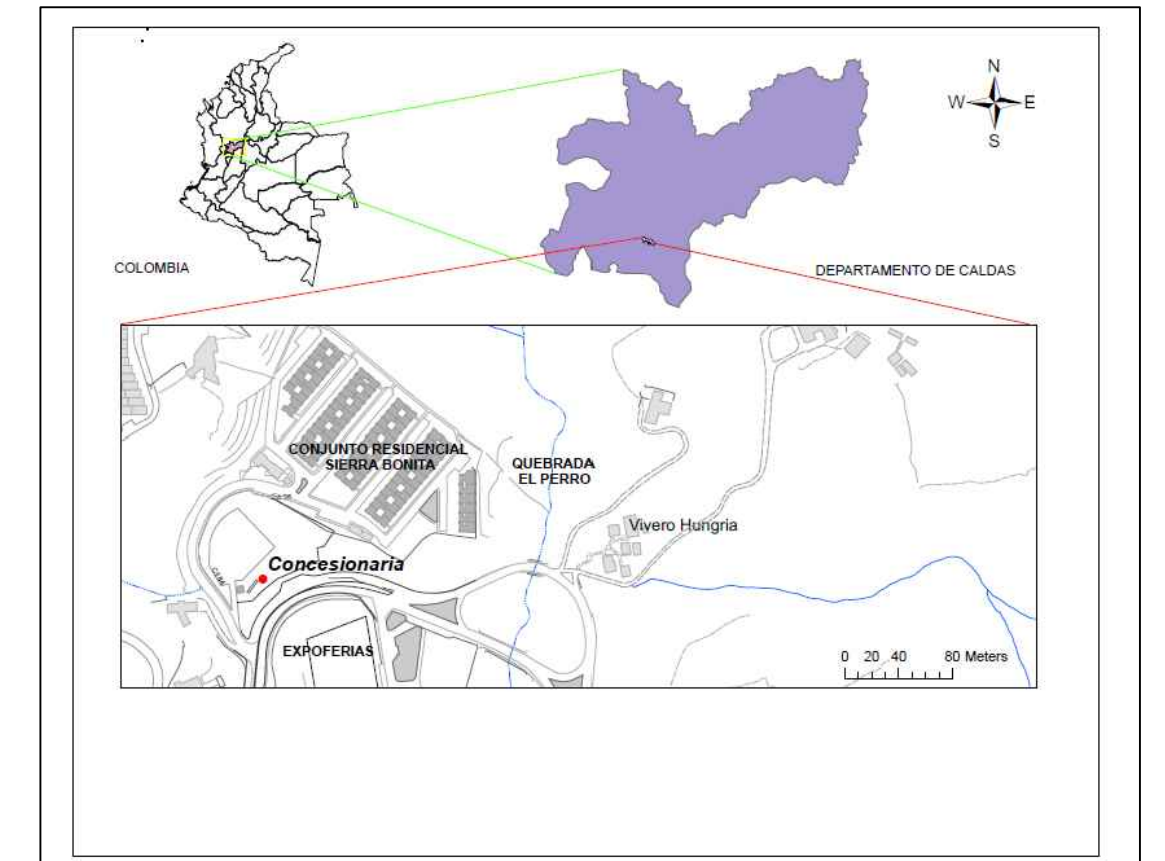 N
W E
S
COLOMBIA
DEPARTAMENTO DE CALDAS
CONJUNTO RESIDENCIAL
SIERRA BONITA
QUEBRADA
EL PERRO
Vivero Hungria
Concesionaria
EXPOFERIAS
0 20 40 80 Meters